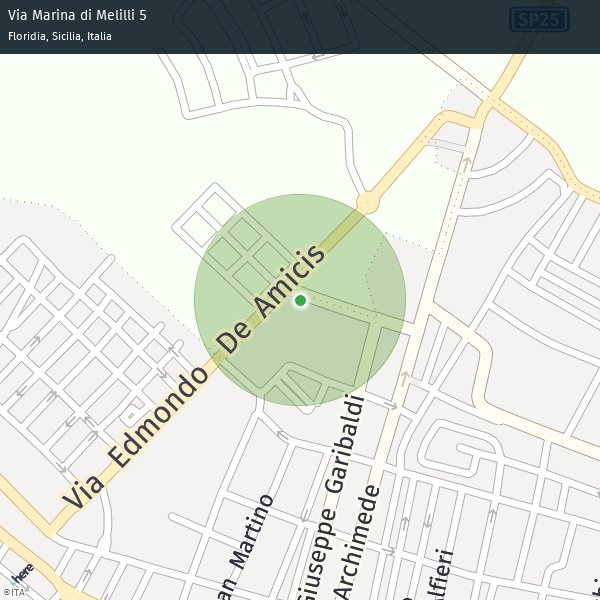 Via Marina di Melilli 5
Floridia, Sicilia, Italia
SP25
Via Edmondo De Amicis
Giuseppe Garibaldi
Archimede
an Martino
lfieri
here
©ITA